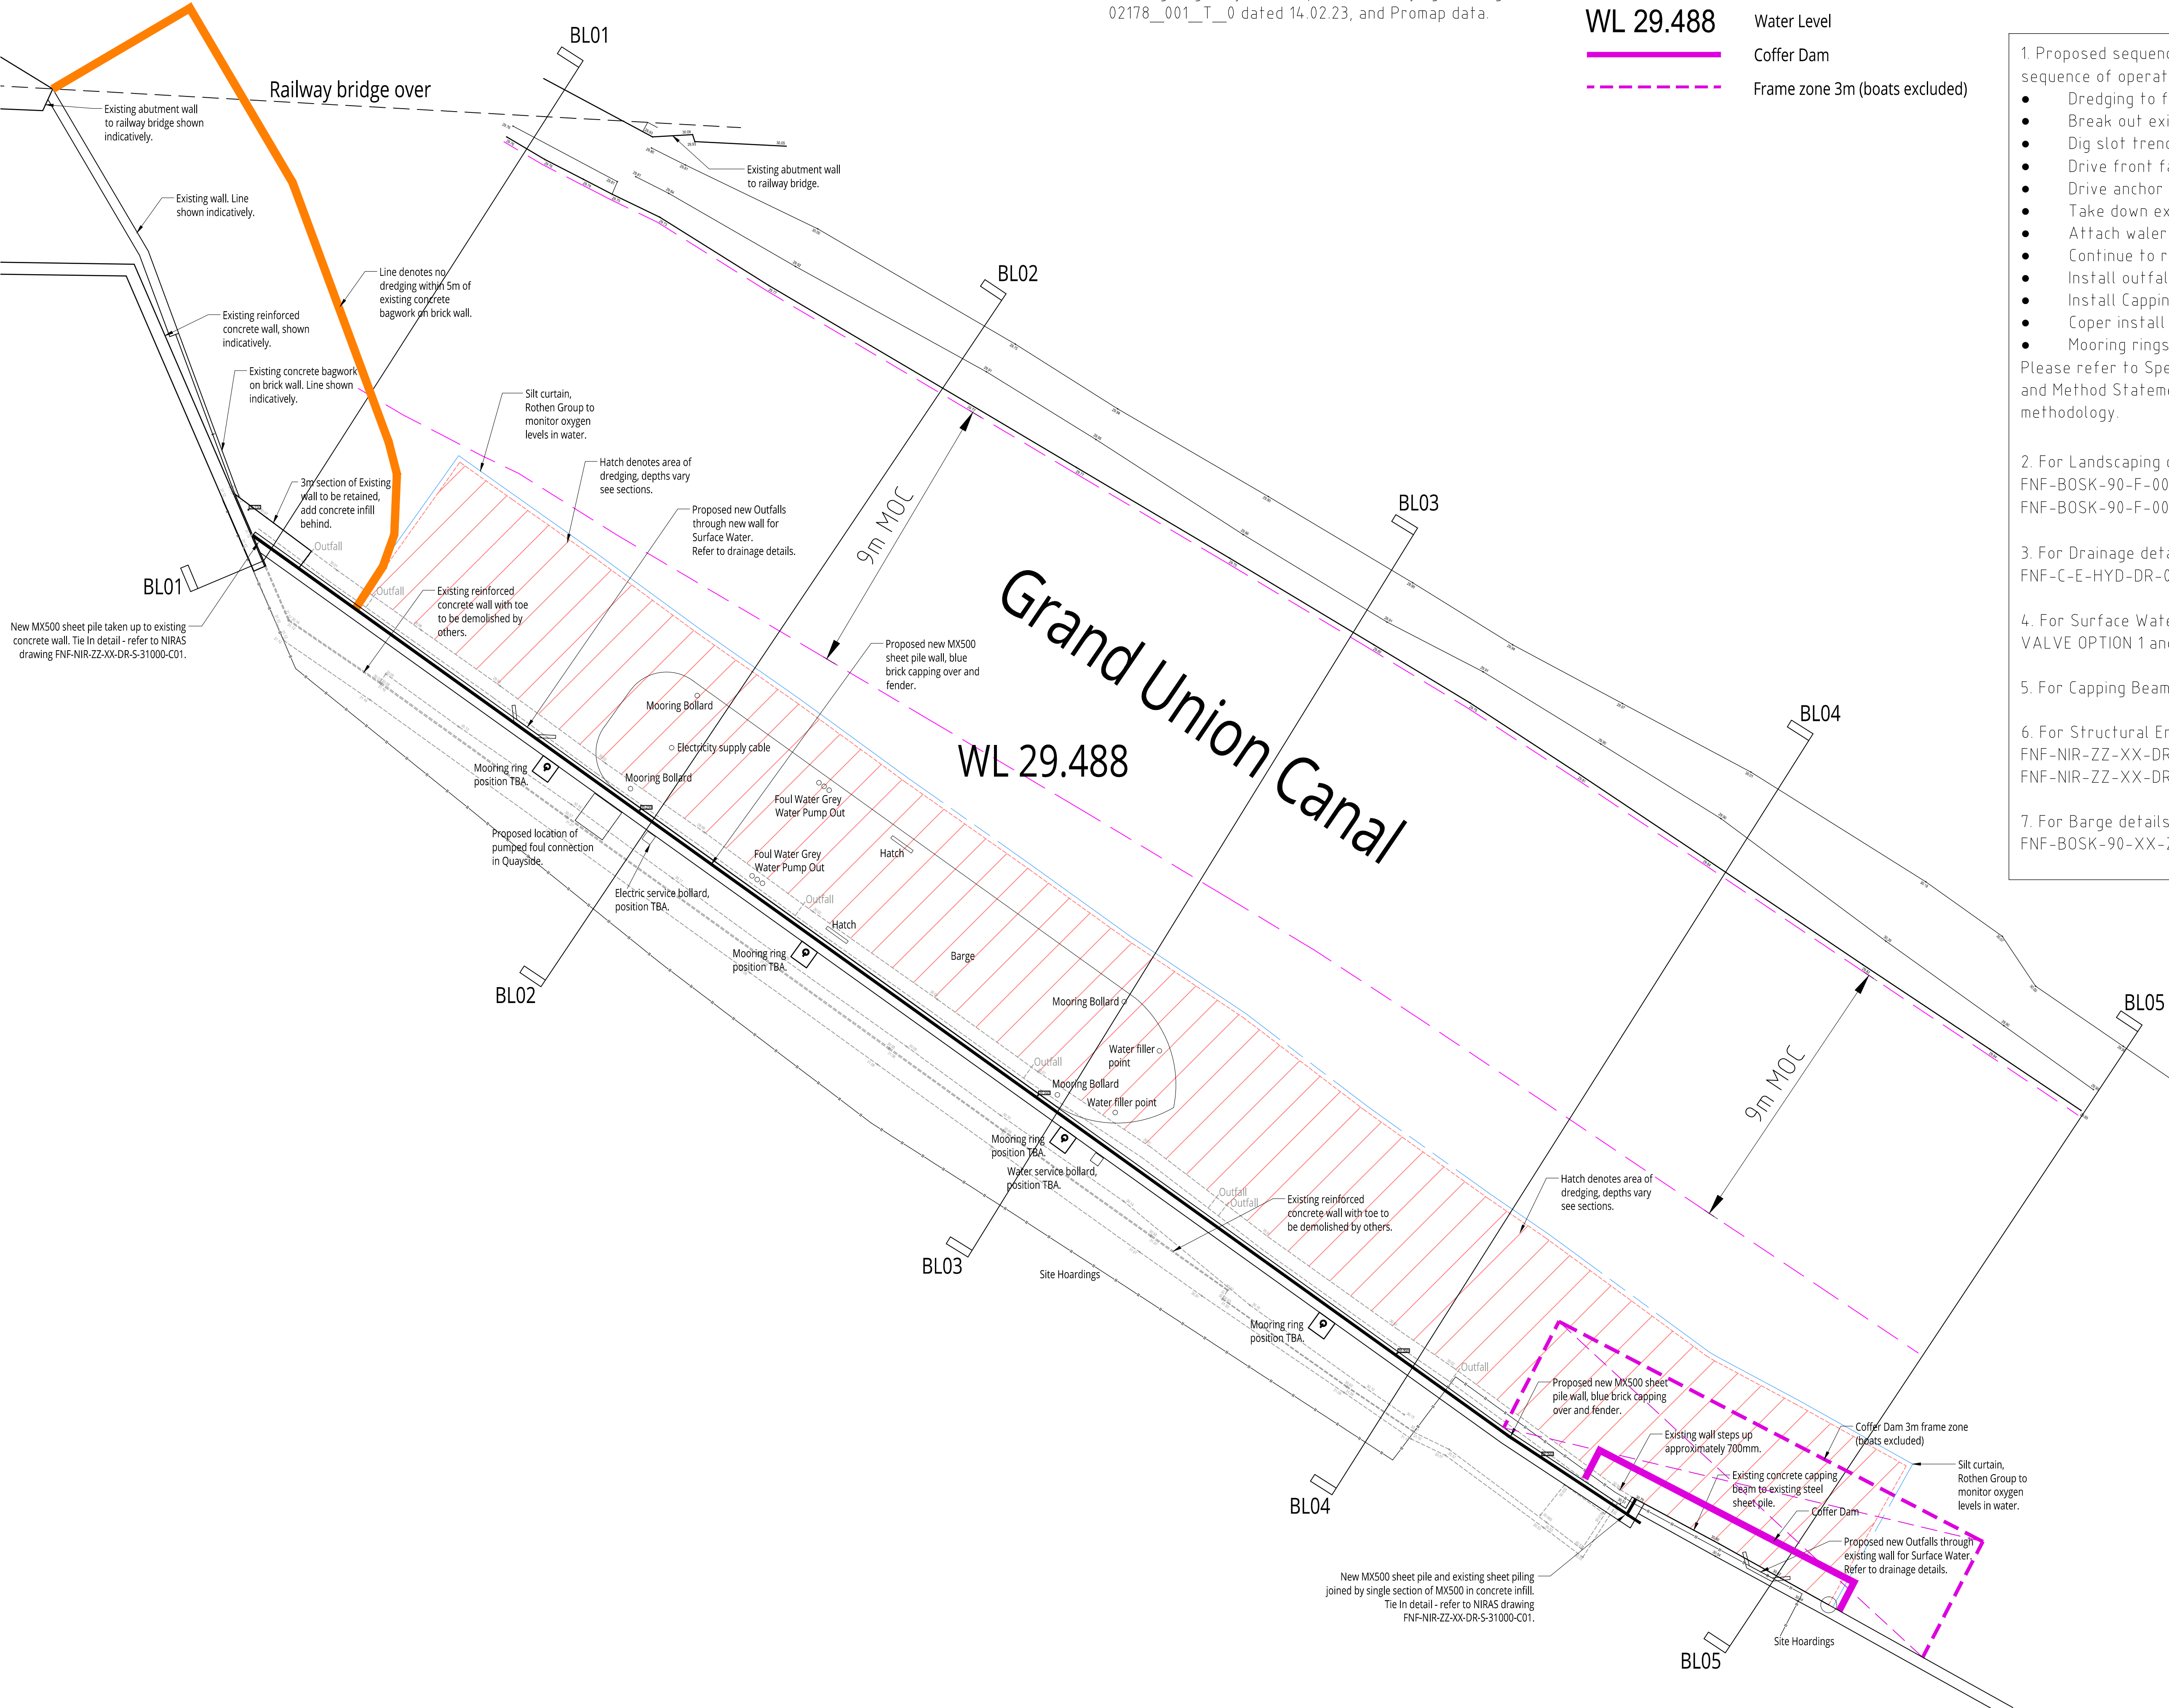 02178_001_T_0 dated 14.02.23, and Promap data.
WL 29.488 Water Level
Coffer Dam
Frame zone 3m (boats excluded)
1. Proposed sequenc
sequence of operat
● Dredging to f
● Break out exi
● Dig slot trenc
● Drive front fa
● Drive anchor
● Take down ex
● Attach waler
● Continue to r
● Install outfal
● Install Cappin
● Coper install
● Mooring rings
Please refer to Spe
and Method Stateme
methodology.
2. For Landscaping d
FNF-BOSK-90-F-00
FNF-BOSK-90-F-00
3. For Drainage deta
FNF-C-E-HYD-DR-0
4. For Surface Wate
VALVE OPTION 1 and
5. For Capping Beam
6. For Structural En
FNF-NIR-ZZ-XX-DR
FNF-NIR-ZZ-XX-DR
7. For Barge details
FNF-BOSK-90-XX-2
BL01
Railway bridge over
Existing abutment wall
to railway bridge shown
indicatively.
Existing abutment wall
to railway bridge.
Existing wall. Line
shown indicatively.
Line denotes no
dredging within 5m of
existing concrete
bagwork on brick wall.
BL02
Existing reinforced
concrete wall, shown
indicatively.
Existing concrete bagwork
on brick wall. Line shown
indicatively.
Silt curtain,
Rothen Group to
monitor oxygen
levels in water.
Hatch denotes area of
dredging, depths vary
see sections.
3m section of Existing
wall to be retained,
add concrete infill
behind.
Proposed new Outfalls
through new wall for
Surface Water.
Refer to drainage details.
9m MOC
BL03
Outfall
BL01
Outfall
Existing reinforced
concrete wall with toe
to be demolished by
others.
New MX500 sheet pile taken up to existing
concrete wall. Tie In detail - refer to NIRAS
drawing FNF-NIR-ZZ-XX-DR-S-31000-C01.
Proposed new MX500
sheet pile wall, blue
brick capping over and
fender.
Grand Union Canal
WL 29.488
BL04
Mooring Bollard
Electricity supply cable
Mooring ring
position TBA.
Mooring Bollard
Foul Water Grey
Water Pump Out
Proposed location of
pumped foul connection
in Quayside.
Foul Water Grey
Water Pump Out
Hatch
Electric service bollard,
position TBA.
Outfall
Hatch
Mooring ring
position TBA.
Barge
BL02
Mooring Bollard
BL05
Water filler
point
Outfall
Mooring Bollard
Water filler point
9m MOC
Mooring ring
position TBA.
Water service bollard,
position TBA.
Outfall
Outfall
Existing reinforced
concrete wall with toe to
be demolished by others.
Hatch denotes area of
dredging, depths vary
see sections.
BL03
Site Hoardings
Mooring ring
position TBA.
Outfall
Proposed new MX500 sheet
pile wall, blue brick capping
over and fender.
Existing wall steps up
approximately 700mm.
Coffer Dam 3m frame zone
(boats excluded)
Existing concrete capping
beam to existing steel
sheet pile.
Silt curtain,
Rothen Group to
monitor oxygen
levels in water.
Coffer Dam
BL04
Proposed new Outfalls through
existing wall for Surface Water.
Refer to drainage details.
New MX500 sheet pile and existing sheet piling
joined by single section of MX500 in concrete infill.
Tie In detail - refer to NIRAS drawing
FNF-NIR-ZZ-XX-DR-S-31000-C01.
Site Hoardings
BL05